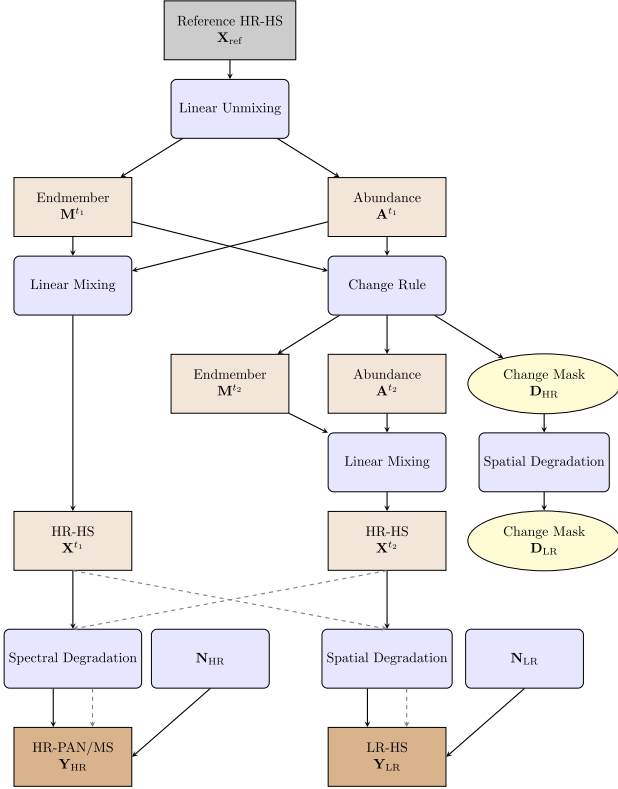 Reference HR-HS
X_ref
Linear Unmixing
Endmember
M^{t_1}
Abundance
A^{t_1}
Linear Mixing
Change Rule
Endmember
M^{t_2}
Abundance
A^{t_2}
Change Mask
D_HR
Linear Mixing
Spatial Degradation
HR-HS
X^{t_1}
HR-HS
X^{t_2}
Change Mask
D_LR
Spectral Degradation
N_HR
Spatial Degradation
N_LR
HR-PAN/MS
Y_HR
LR-HS
Y_LR